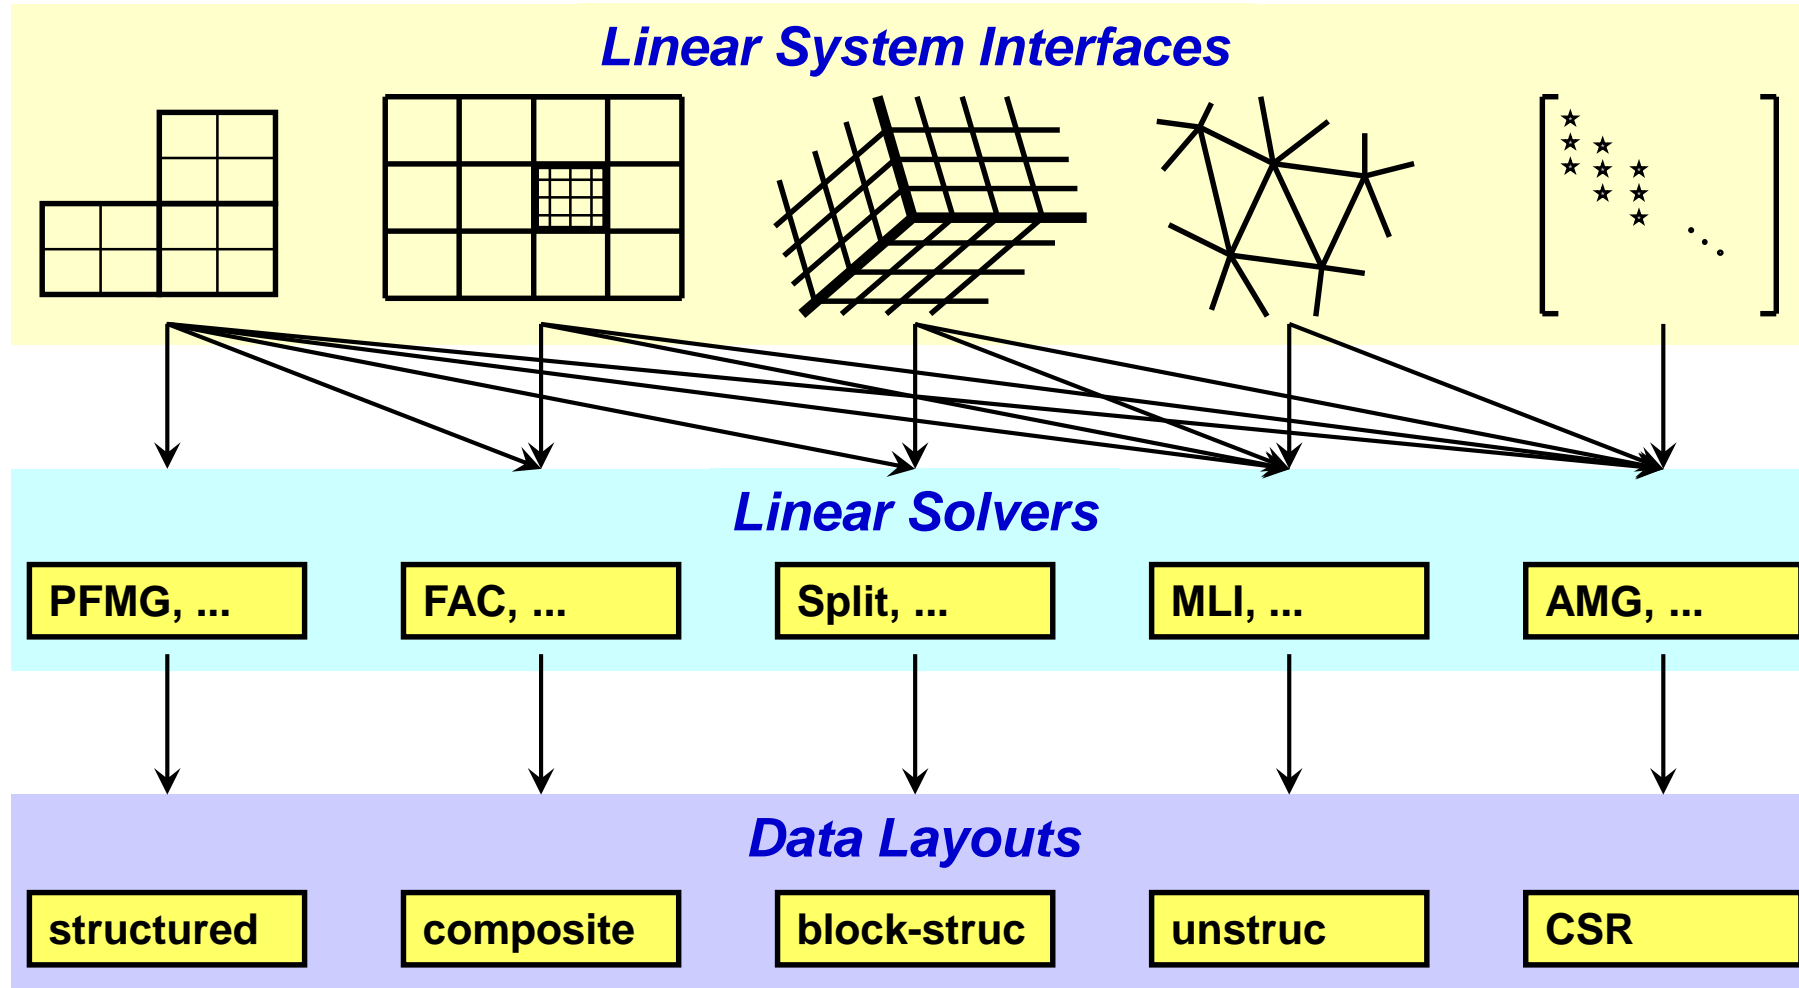 Linear System Interfaces
Linear Solvers
PFMG, ...
FAC, ...
Split, ...
MLI, ...
AMG, ...
Data Layouts
structured
composite
block-struc
unstruc
CSR